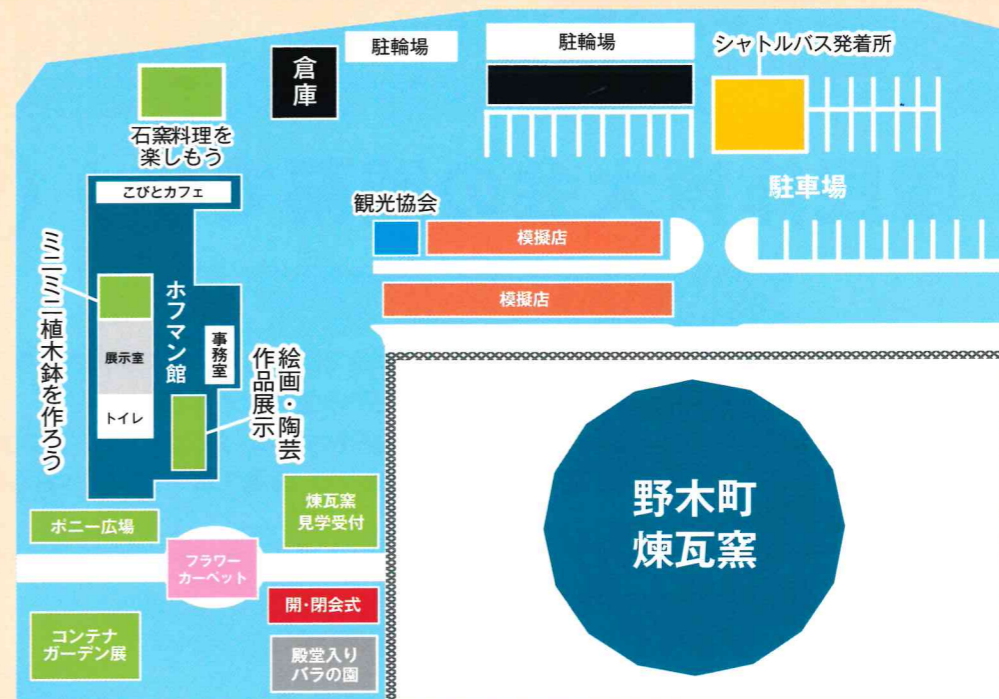 駐輪場
駐輪場
シャトルバス発着所
倉
庫
石窯料理を
楽しもう
こびとカフェ
駐車場
観光協会
模擬店
模擬店
ミニミニ植木鉢を作ろう
ホフマン館
展示室
事務室
トイレ
絵画・陶芸
作品展示
野木町
煉瓦窯
煉瓦窯
見学受付
ポニー広場
フラワー
カーペット
開・閉会式
コンテナ
ガーデン展
殿堂入り
バラの園